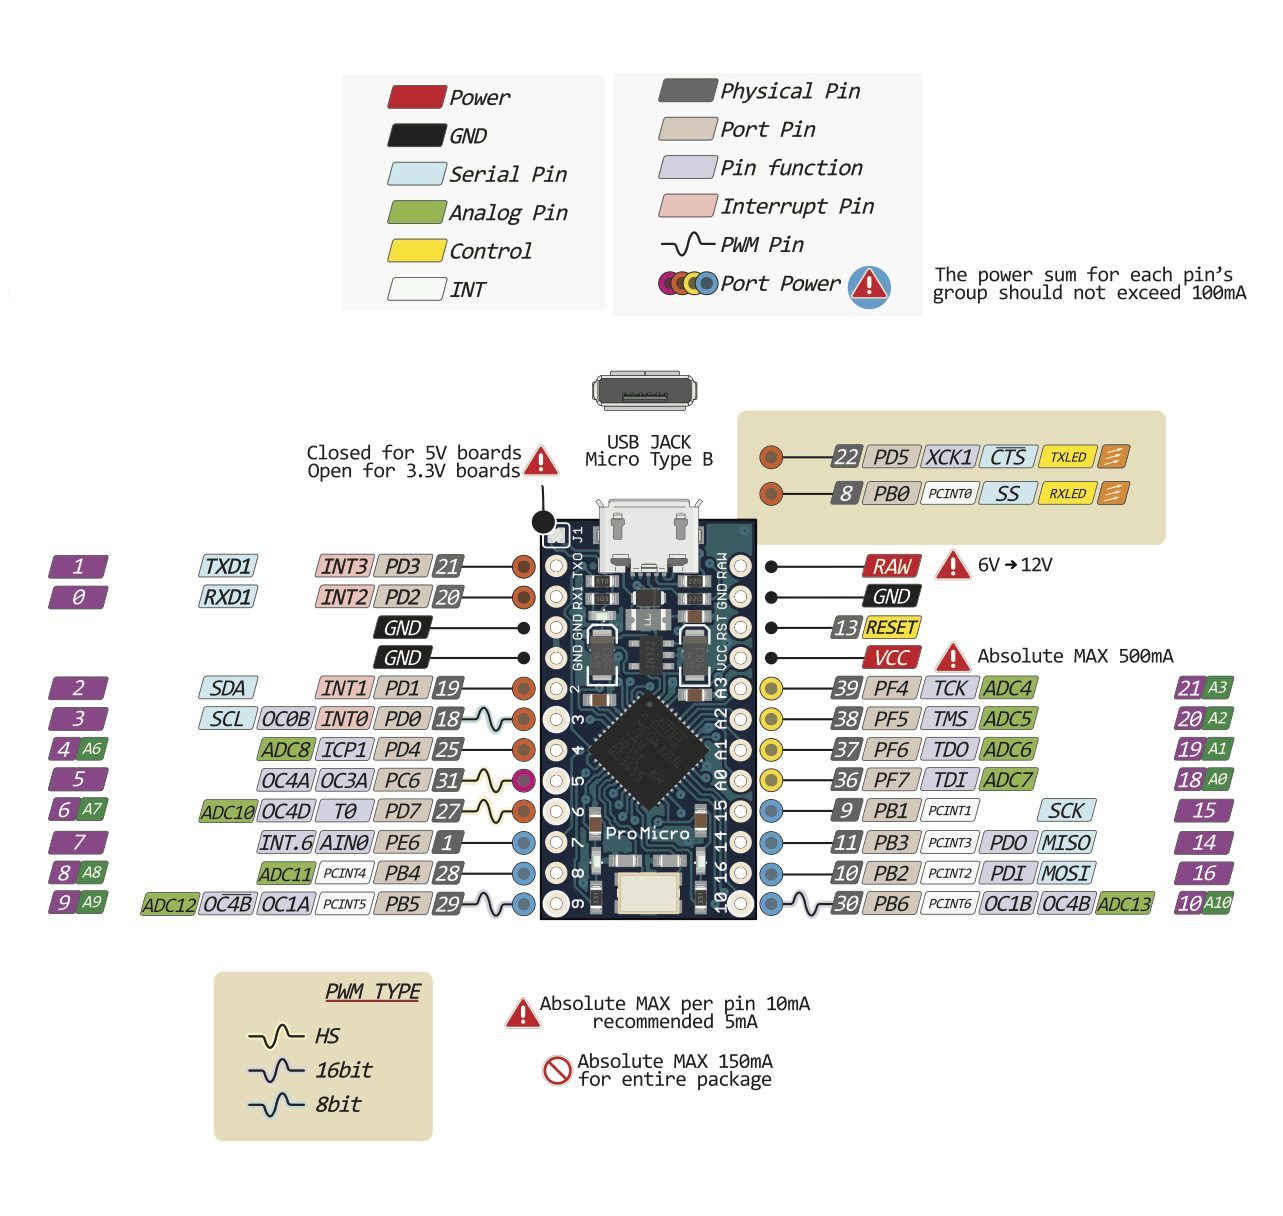 Power
GND
Serial Pin
Analog Pin
Control
INT
Physical Pin
Port Pin
Pin function
Interrupt Pin
PWM Pin
Port Power
The power sum for each pin's
group should not exceed 100mA
USB JACK
Micro Type B
Closed for 5V boards
Open for 3.3V boards
22 PD5 XCK1 CTS TXLED
8 PB0 PCINT0 SS RXLED
J1
1 TXD1 INT3 PD3 21 TXO
RAW RAW 6V → 12V
0 RXD1 INT2 PD2 20 RXI
GND GND
GND GND
RST 13 RESET
GND GND
VCC VCC Absolute MAX 500mA
2 SDA INT1 PD1 19 2
A3 39 PF4 TCK ADC4 21 A3
3 SCL OC0B INT0 PD0 18 3
A2 38 PF5 TMS ADC5 20 A2
4 A6 ADC8 ICP1 PD4 25 4
A1 37 PF6 TDO ADC6 19 A1
5 OC4A OC3A PC6 31 5
A0 36 PF7 TDI ADC7 18 A0
6 A7 ADC10 OC4D T0 PD7 27 6
15 9 PB1 PCINT1 SCK 15
ProMicro
7 INT.6 AIN0 PE6 1 7
14 11 PB3 PCINT3 PDO MISO 14
8 A8 ADC11 PCINT4 PB4 28 8
16 10 PB2 PCINT2 PDI MOSI 16
9 A9 ADC12 OC4B OC1A PCINT5 PB5 29 9
10 30 PB6 PCINT6 OC1B OC4B ADC13 10 A10
PWM TYPE
HS
16bit
8bit
Absolute MAX per pin 10mA
recommended 5mA
Absolute MAX 150mA
for entire package